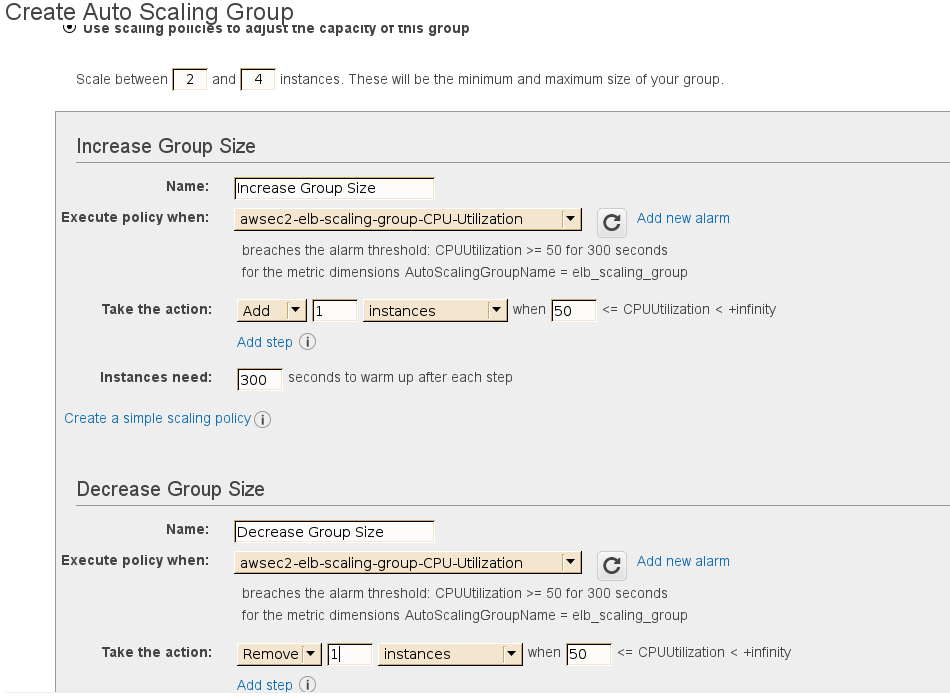 Create Auto Scaling Group
Use scaling policies to adjust the capacity of this group
Scale between 2 and 4 instances. These will be the minimum and maximum size of your group.
Increase Group Size
Name: Increase Group Size
Execute policy when: awsec2-elb-scaling-group-CPU-Utilization Add new alarm
breaches the alarm threshold: CPUUtilization >= 50 for 300 seconds
for the metric dimensions AutoScalingGroupName = elb_scaling_group
Take the action: Add 1 instances when 50 <= CPUUtilization < +infinity
Add step i
Instances need: 300 seconds to warm up after each step
Create a simple scaling policy i
Decrease Group Size
Name: Decrease Group Size
Execute policy when: awsec2-elb-scaling-group-CPU-Utilization Add new alarm
breaches the alarm threshold: CPUUtilization >= 50 for 300 seconds
for the metric dimensions AutoScalingGroupName = elb_scaling_group
Take the action: Remove 1 instances when 50 <= CPUUtilization < +infinity
Add step i